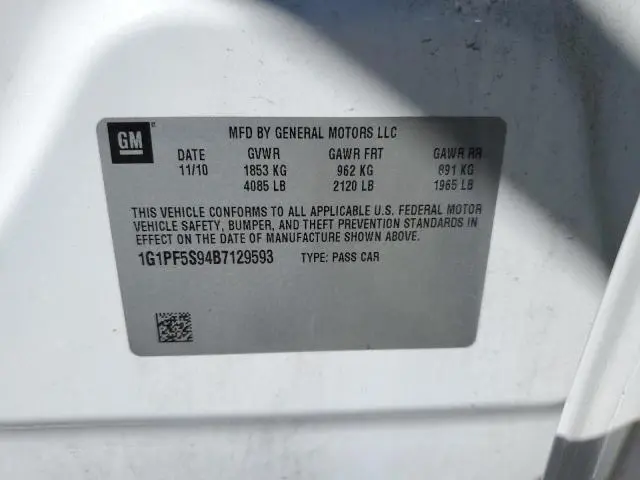 GM
MFD BY GENERAL MOTORS LLC
DATE GVWR GAWR FRT GAWR RR
11/10 1853 KG 962 KG 891 KG
4085 LB 2120 LB 1965 LB
THIS VEHICLE CONFORMS TO ALL APPLICABLE U.S. FEDERAL MOTOR
VEHICLE SAFETY, BUMPER, AND THEFT PREVENTION STANDARDS IN
EFFECT ON THE DATE OF MANUFACTURE SHOWN ABOVE.
1G1PF5S94B7129593 TYPE: PASS CAR